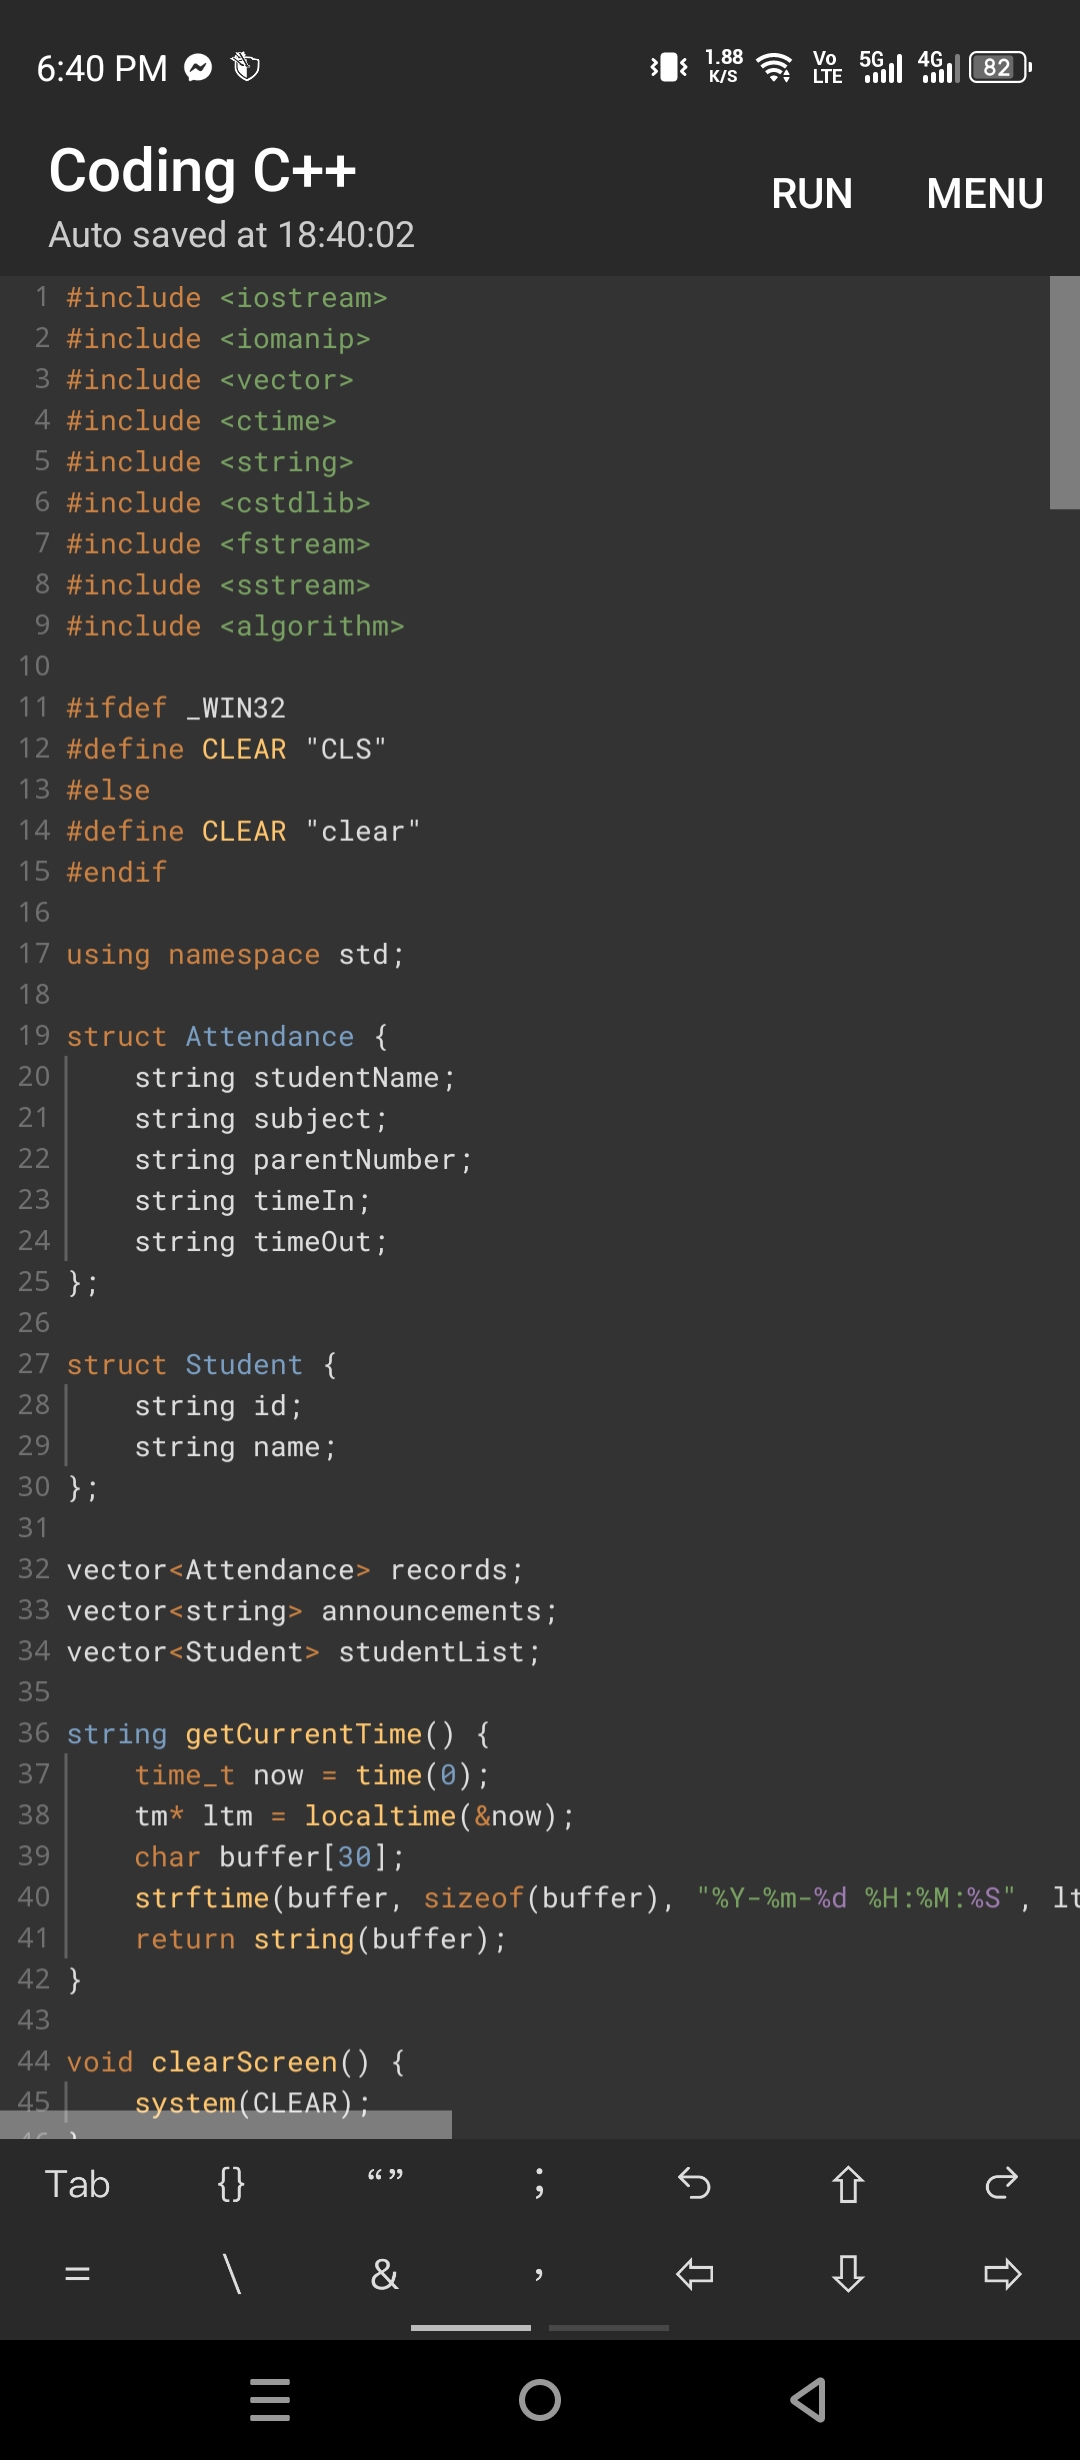 6:40 PM 1.88 K/S Vo LTE 5G 4G 82
Coding C++
RUN MENU
Auto saved at 18:40:02
1 #include <iostream>
2 #include <iomanip>
3 #include <vector>
4 #include <ctime>
5 #include <string>
6 #include <cstdlib>
7 #include <fstream>
8 #include <sstream>
9 #include <algorithm>
10
11 #ifdef _WIN32
12 #define CLEAR "CLS"
13 #else
14 #define CLEAR "clear"
15 #endif
16
17 using namespace std;
18
19 struct Attendance {
20     string studentName;
21     string subject;
22     string parentNumber;
23     string timeIn;
24     string timeOut;
25 };
26
27 struct Student {
28     string id;
29     string name;
30 };
31
32 vector<Attendance> records;
33 vector<string> announcements;
34 vector<Student> studentList;
35
36 string getCurrentTime() {
37     time_t now = time(0);
38     tm* ltm = localtime(&now);
39     char buffer[30];
40     strftime(buffer, sizeof(buffer), "%Y-%m-%d %H:%M:%S", lt
41     return string(buffer);
42 }
43
44 void clearScreen() {
45     system(CLEAR);
Tab {} “” ;
= \ & ,